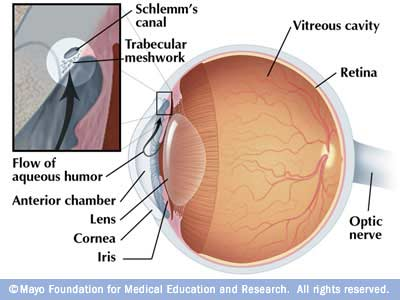 Schlemm's
canal
Trabecular
meshwork
Vitreous cavity
Retina
Flow of
aqueous humor
Anterior chamber
Lens
Cornea
Iris
Optic
nerve
©Mayo Foundation for Medical Education and Research. All rights reserved.